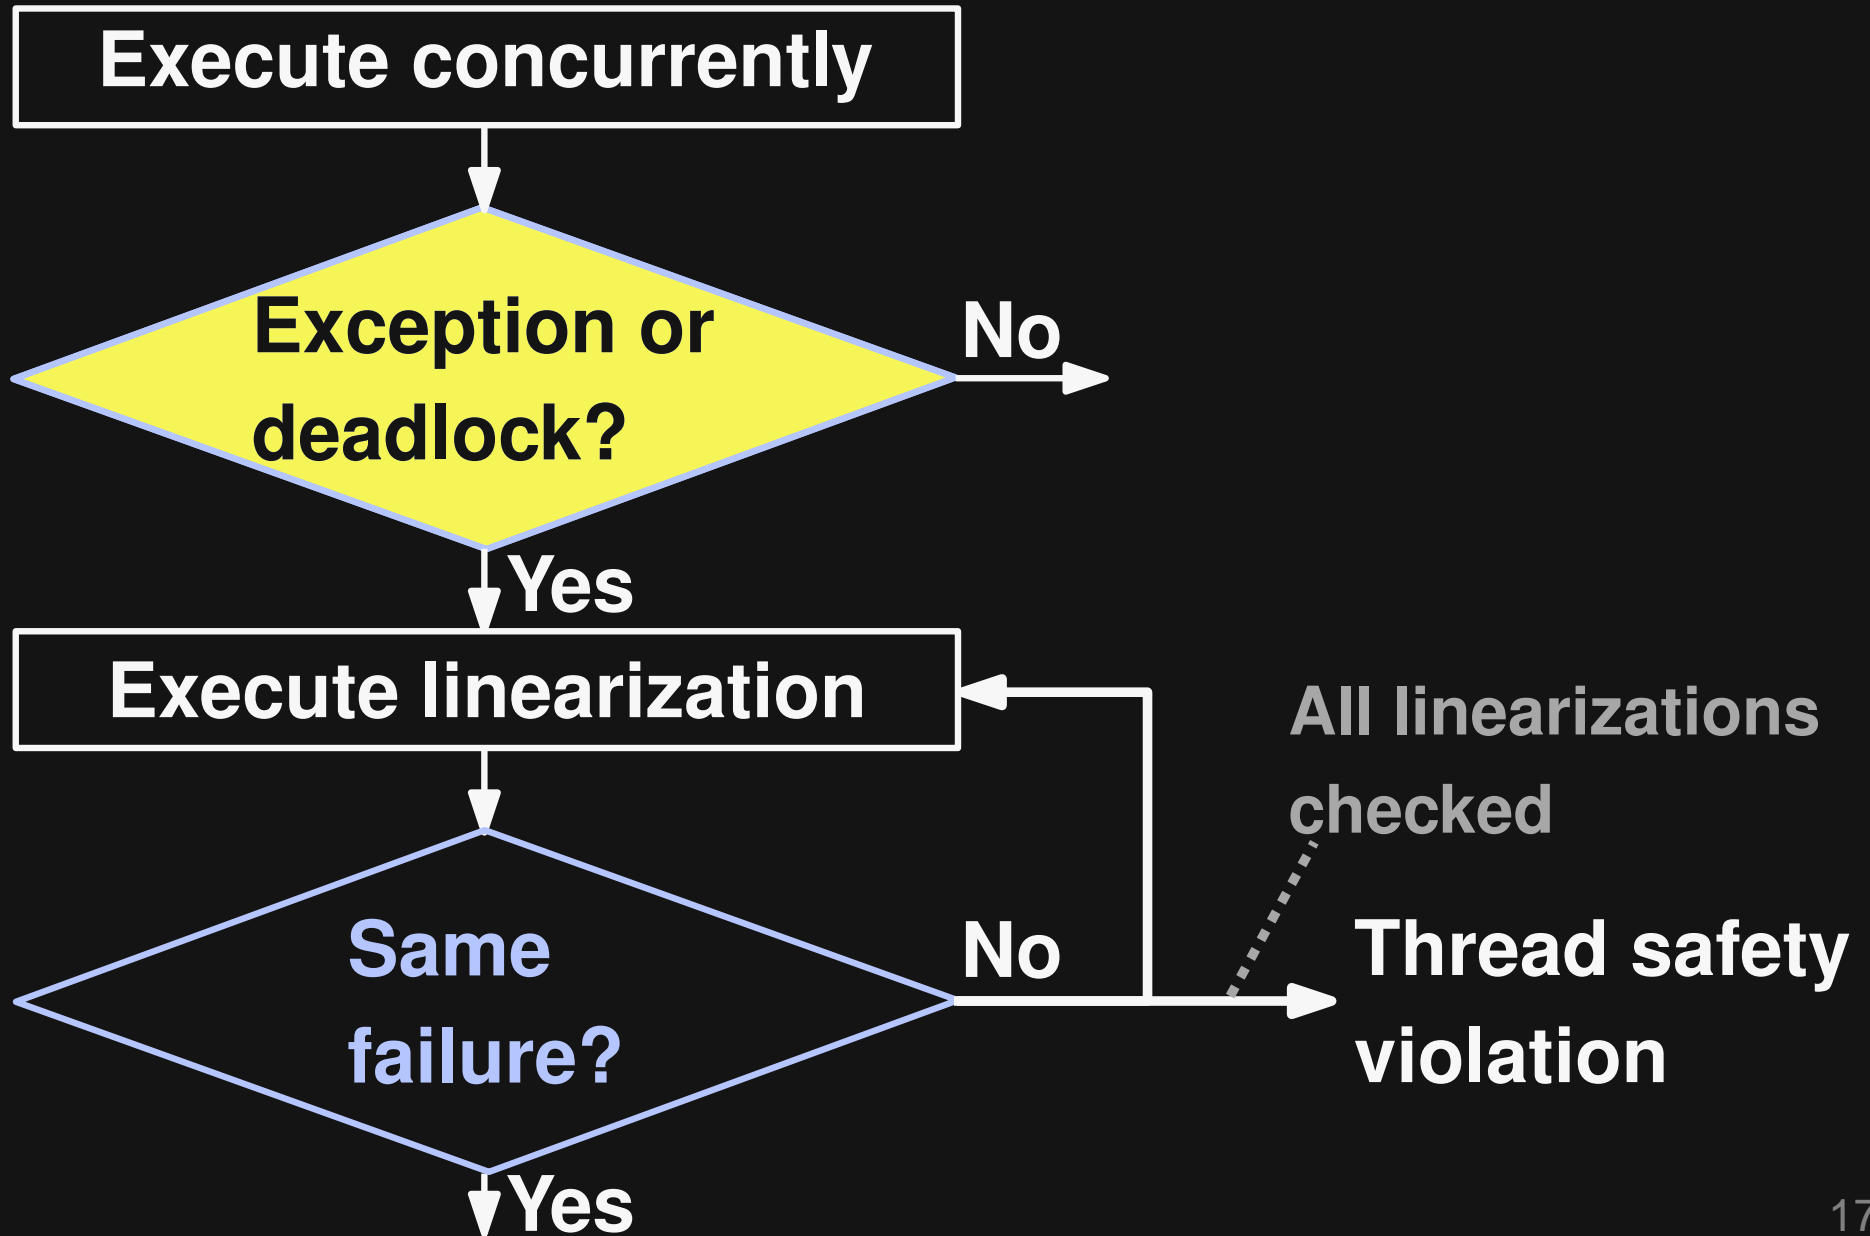 Execute concurrently
Exception or
deadlock?
No
Yes
Execute linearization
All linearizations
checked
Same
failure?
No
Thread safety
violation
Yes
17